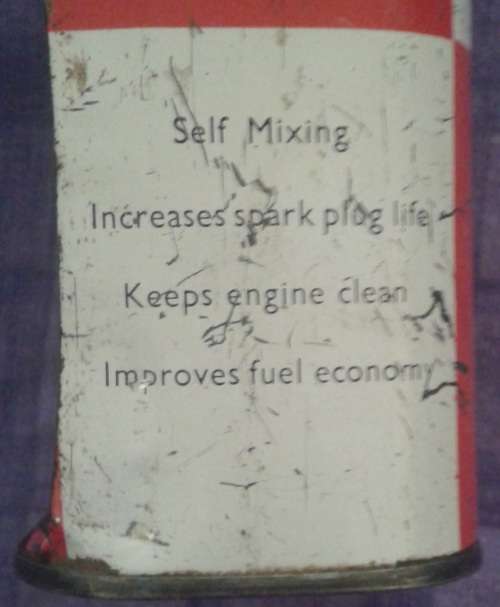 Self Mixing
Increases spark plug life
Keeps engine clean
Improves fuel economy